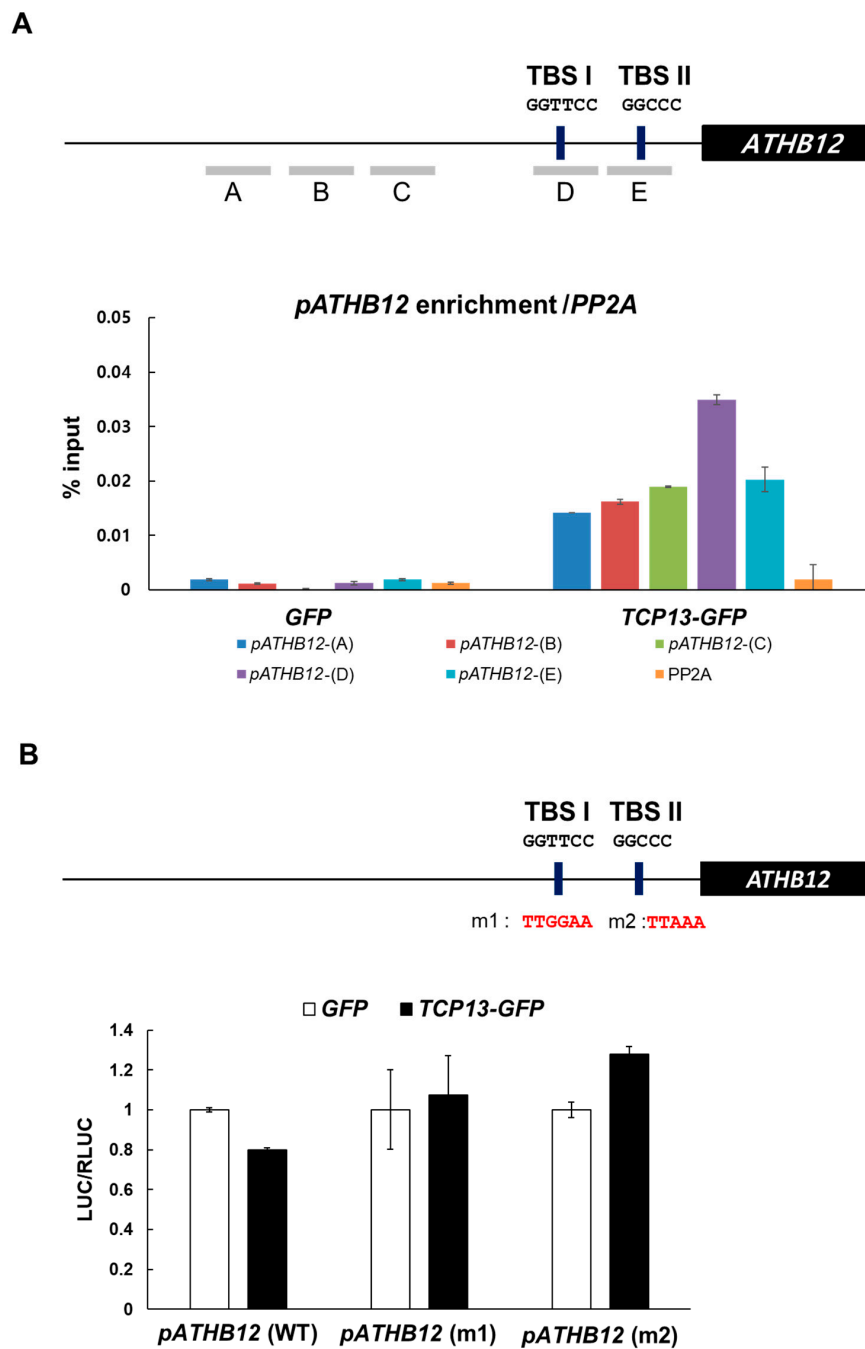 A
TBS I TBS II
GGTTCC GGCCC
ATHB12
A B C D E
pATHB12 enrichment /PP2A
0.05
0.04
0.03
0.02
0.01
0
% input
GFP TCP13-GFP
pATHB12-(A) pATHB12-(B) pATHB12-(C)
pATHB12-(D) pATHB12-(E) PP2A
B
TBS I TBS II
GGTTCC GGCCC
ATHB12
m1 : TTGGAA m2 :TTAAA
GFP TCP13-GFP
1.4
1.2
1
0.8
0.6
0.4
0.2
0
LUC/RLUC
pATHB12 (WT) pATHB12 (m1) pATHB12 (m2)